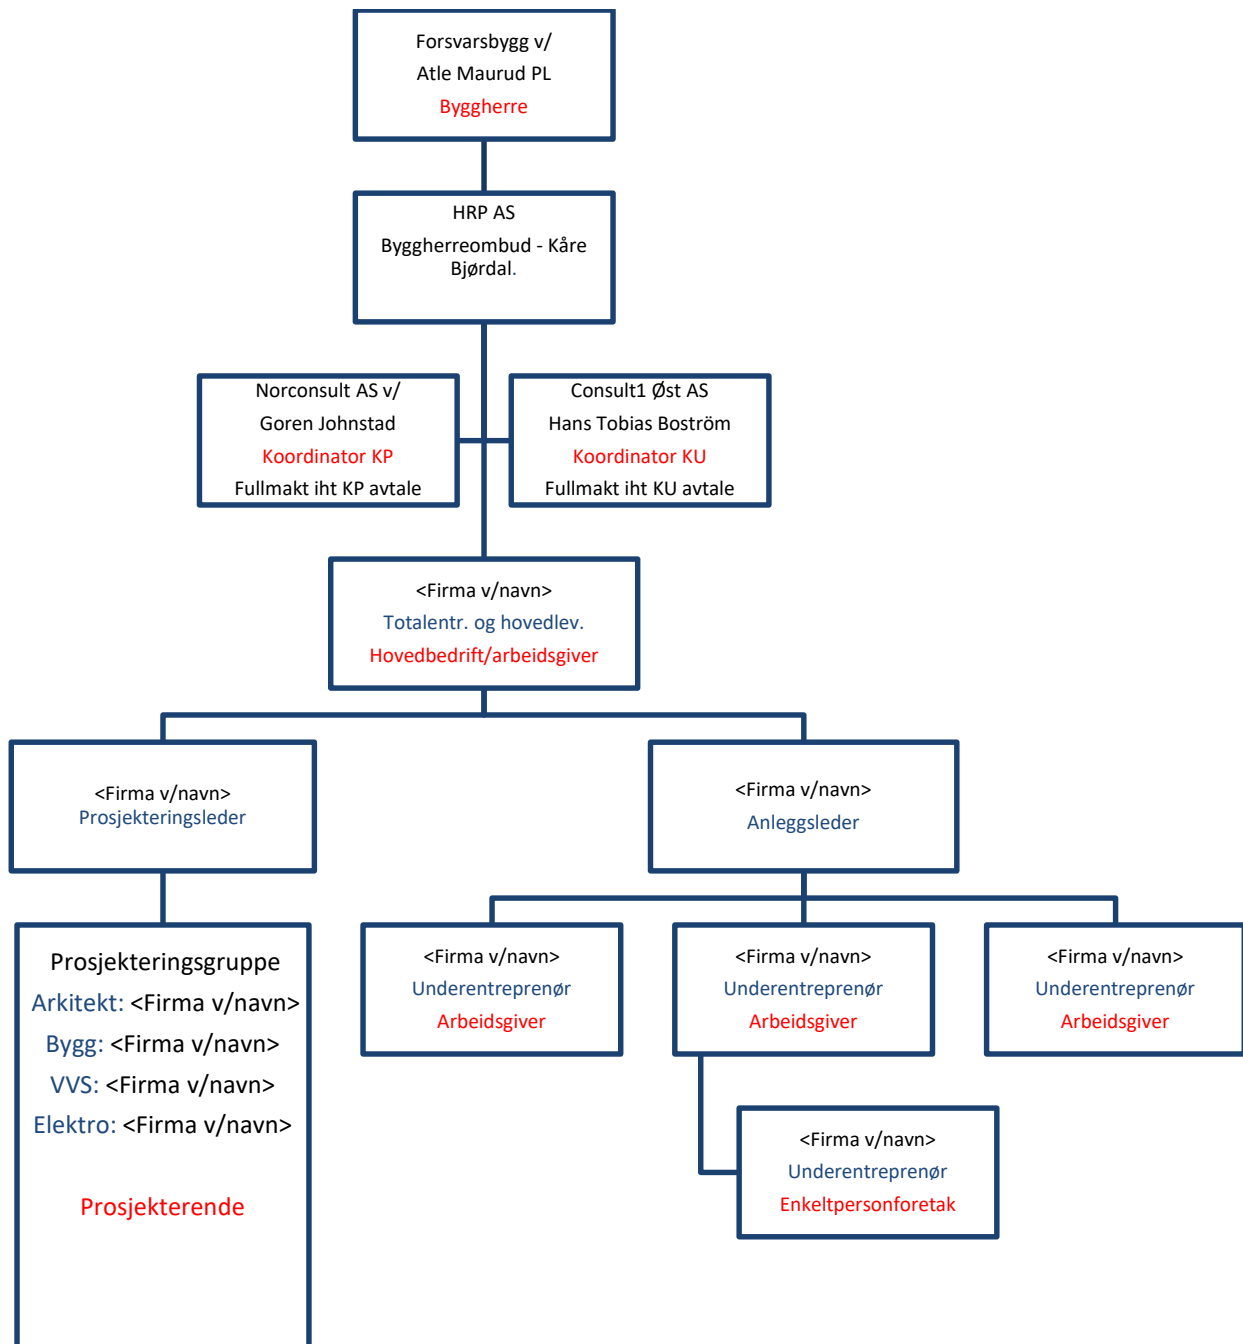 Forsvarsbygg v/
Atle Maurud PL
Byggherre
HRP AS
Byggherreombud - Kåre
Bjørdal.
Norconsult AS v/
Goren Johnstad
Koordinator KP
Fullmakt iht KP avtale
Consult1 Øst AS
Hans Tobias Boström
Koordinator KU
Fullmakt iht KU avtale
<Firma v/navn>
Totalentr. og hovedlev.
Hovedbedrift/arbeidsgiver
<Firma v/navn>
Prosjekteringsleder
<Firma v/navn>
Anleggsleder
Prosjekteringsgruppe
Arkitekt: <Firma v/navn>
Bygg: <Firma v/navn>
VVS: <Firma v/navn>
Elektro: <Firma v/navn>
Prosjekterende
<Firma v/navn>
Underentreprenør
Arbeidsgiver
<Firma v/navn>
Underentreprenør
Arbeidsgiver
<Firma v/navn>
Underentreprenør
Arbeidsgiver
<Firma v/navn>
Underentreprenør
Enkeltpersonforetak